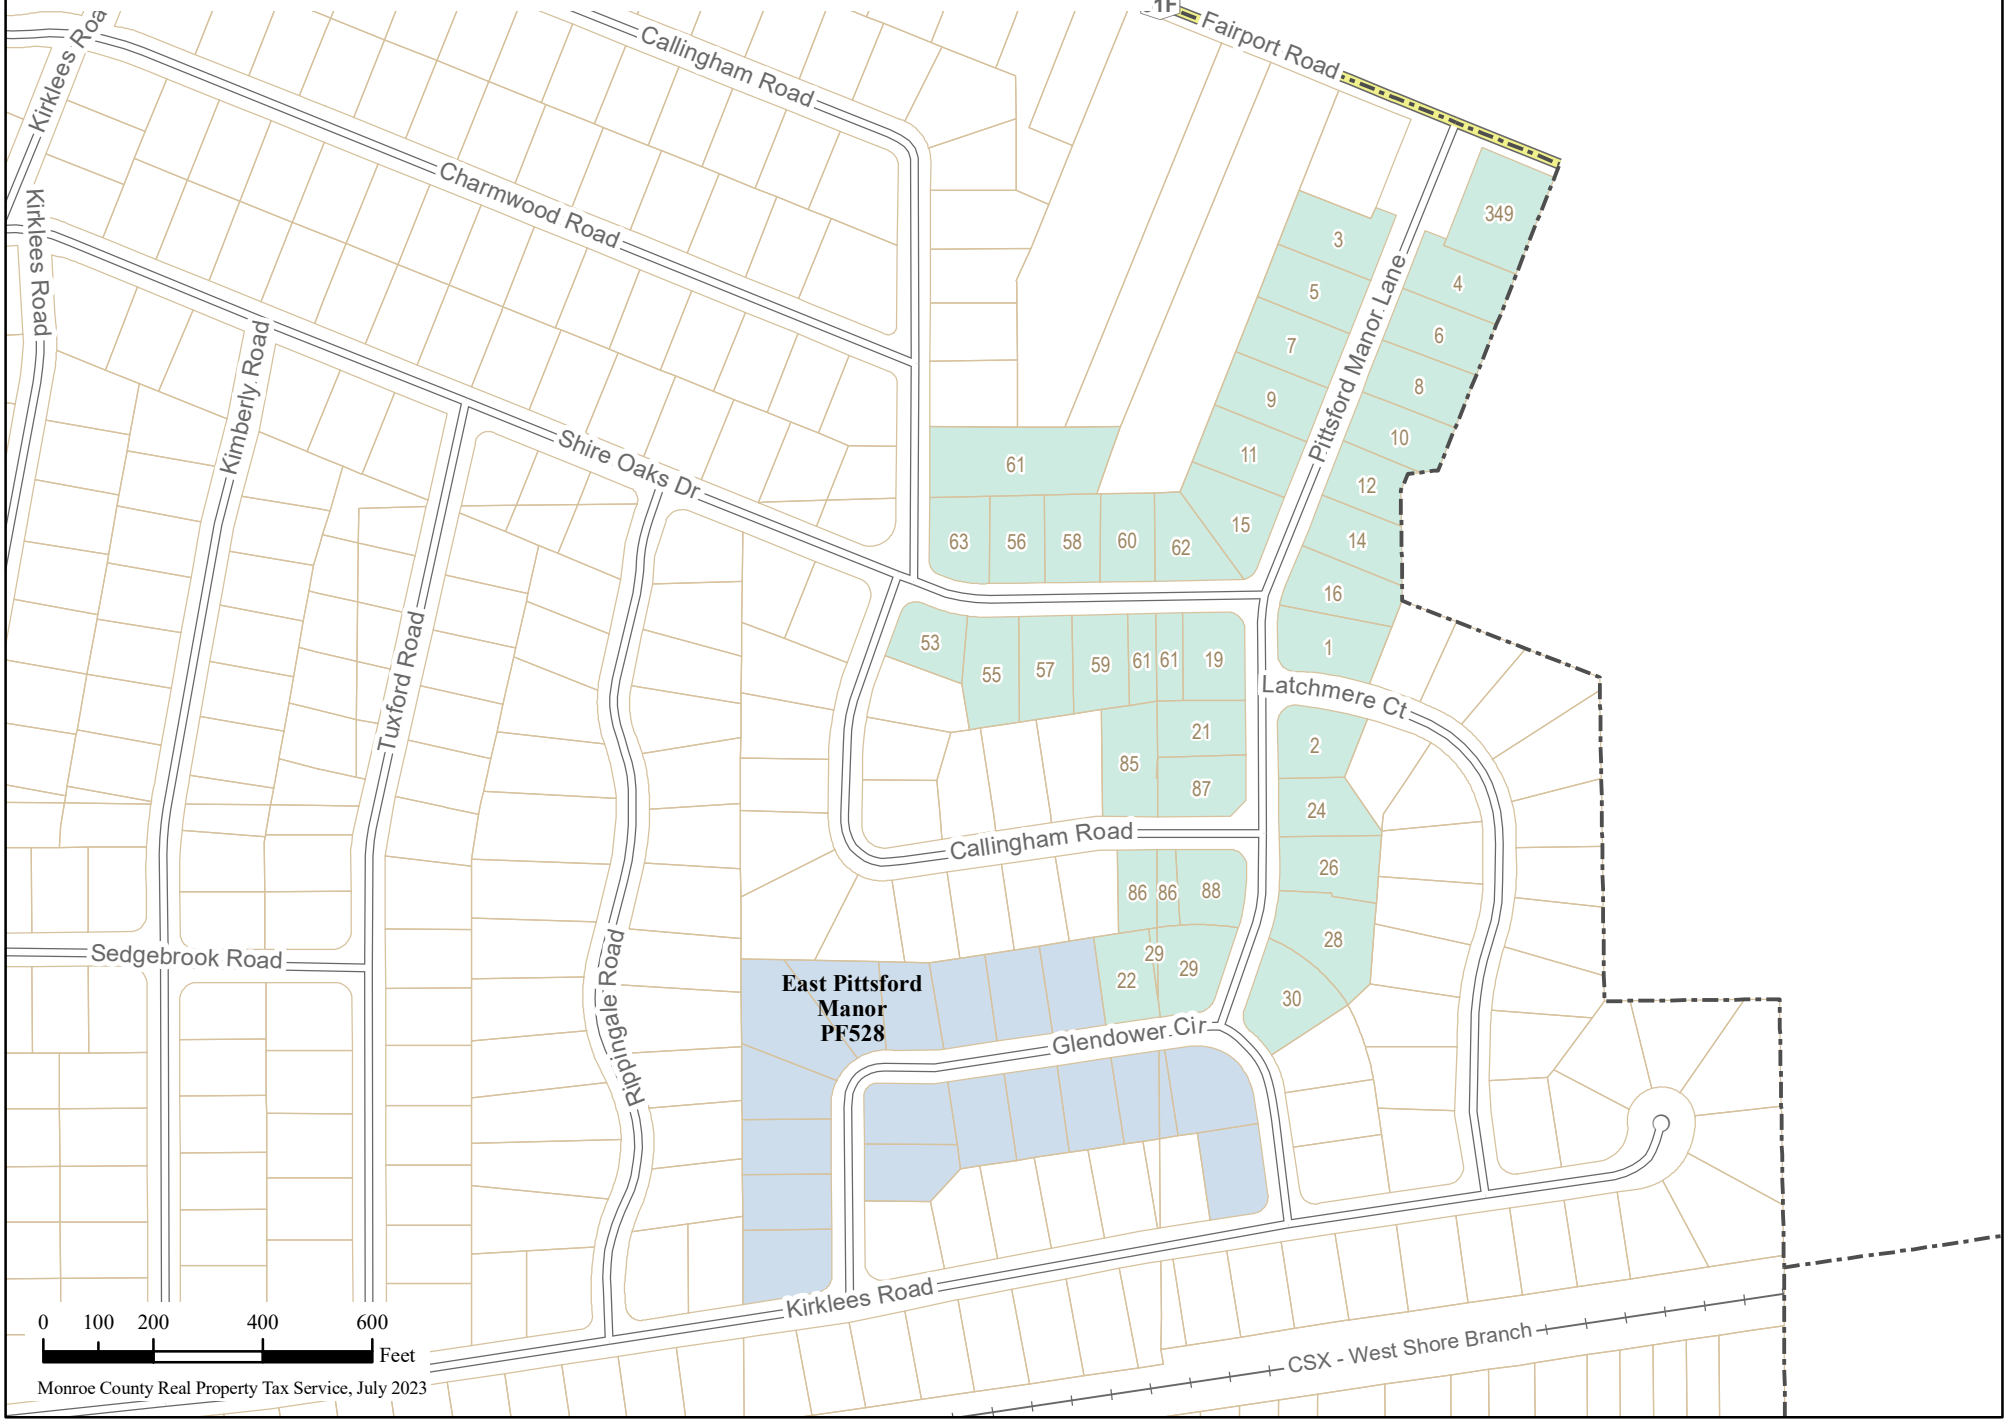 1F
Fairport Road
Kirklees Roa
Callingham Road
Charmwood Road
Kirklees Road
349
3
4
5
6
7
8
9
10
11
12
Pittsford Manor Lane
Kimberly Road
Shire Oaks Dr
61
15
14
63
56
58
60
62
16
1
53
55
57
59
61
61
19
Tuxford Road
Latchmere Ct
21
2
85
87
24
Callingham Road
26
86
86
88
28
Sedgebrook Road
Rippingale Road
29
22
29
30
East Pittsford
Manor
PF528
Glendower Cir
Kirklees Road
0 100 200 400 600
Feet
CSX - West Shore Branch
Monroe County Real Property Tax Service, July 2023